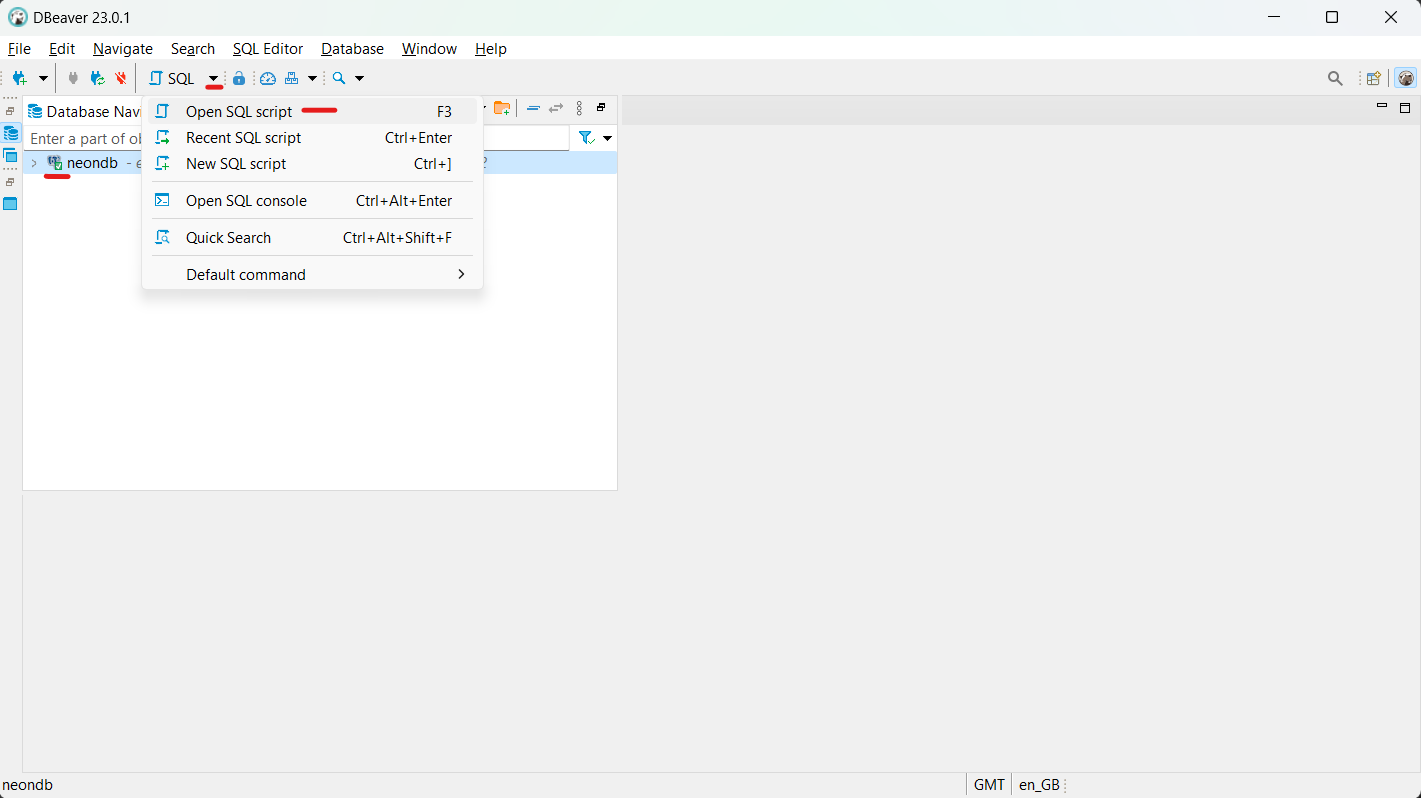 DBeaver 23.0.1
File Edit Navigate Search SQL Editor Database Window Help
SQL
Database Navi
Enter a part of ob
neondb - e
Open SQL script F3
Recent SQL script Ctrl+Enter
New SQL script Ctrl+]
Open SQL console Ctrl+Alt+Enter
Quick Search Ctrl+Alt+Shift+F
Default command
neondb
GMT en_GB